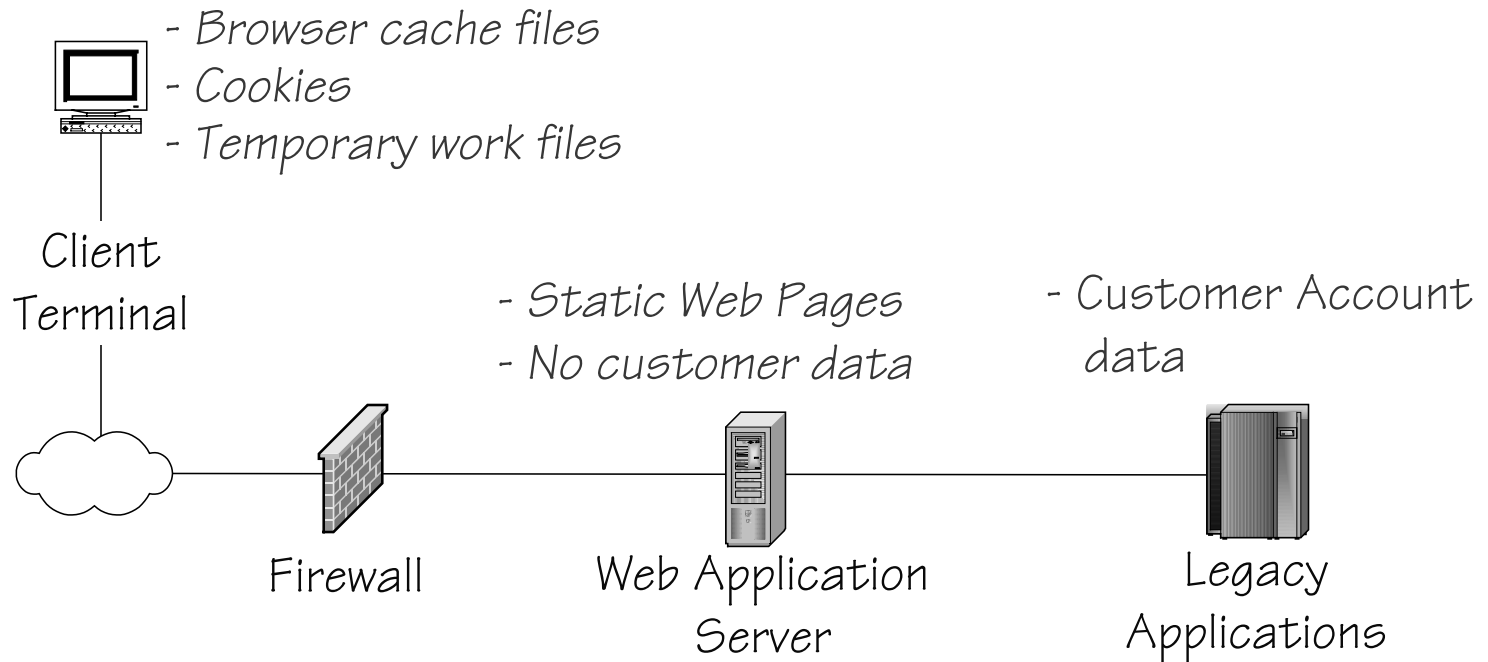 - Browser cache files
- Cookies
- Temporary work files
Client
Terminal
- Static Web Pages
- No customer data
- Customer Account
data
Firewall
Web Application
Server
Legacy
Applications